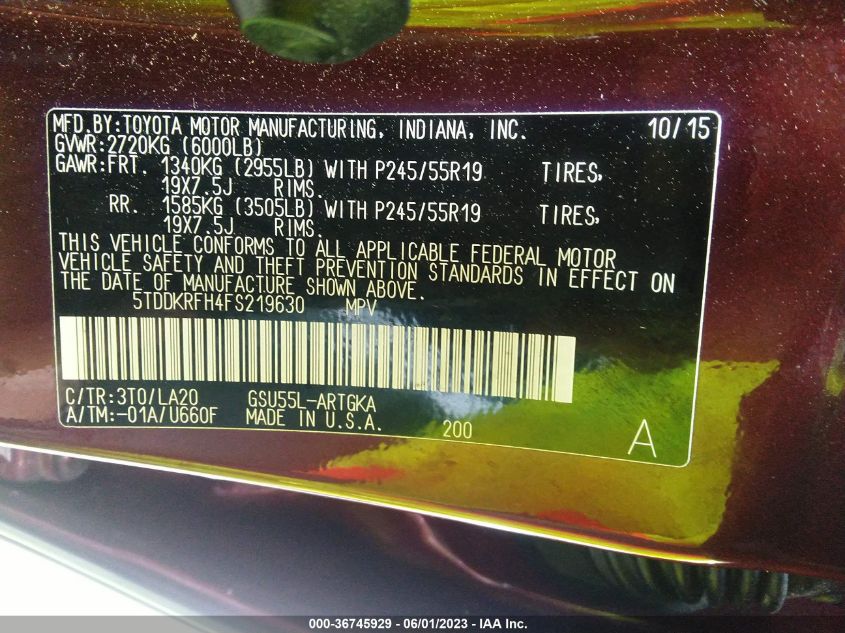 MFD.BY:TOYOTA MOTOR MANUFACTURING, INDIANA, INC. 10/15
GVWR:2720KG (6000LB)
GAWR:FRT. 1340KG (2955LB) WITH P245/55R19 TIRES,
19X7.5J RIMS.
RR. 1585KG (3505LB) WITH P245/55R19 TIRES,
19X7.5J RIMS.
THIS VEHICLE CONFORMS TO ALL APPLICABLE FEDERAL MOTOR
VEHICLE SAFETY AND THEFT PREVENTION STANDARDS IN EFFECT ON
THE DATE OF MANUFACTURE SHOWN ABOVE.
5TDDKRFH4FS219630 MPV
C/TR:3T0/LA20 GSU55L-ARTGKA
A/TM:-01A/U660F MADE IN U.S.A. 200 A
000-36745929 - 06/01/2023 - IAA Inc.